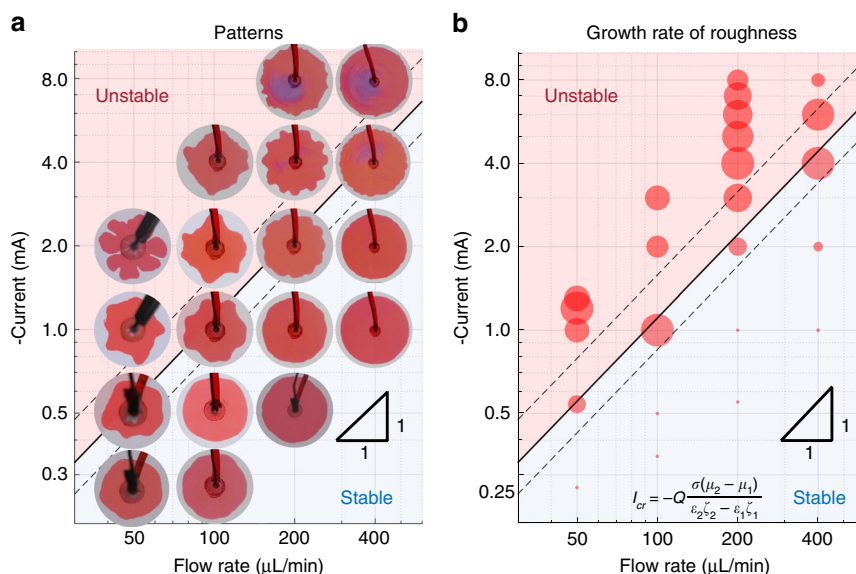 a
Patterns
-Current (mA)
8.0
4.0
2.0
1.0
0.5
0.3
Unstable
Stable
1
1
50
100
200
400
Flow rate (μL/min)
b
Growth rate of roughness
-Current (mA)
8.0
4.0
2.0
1.0
0.5
0.25
Unstable
Stable
1
1
I_cr = −Q σ(μ₂ − μ₁) / ε₂ζ₂ − ε₁ζ₁
50
100
200
400
Flow rate (μL/min)